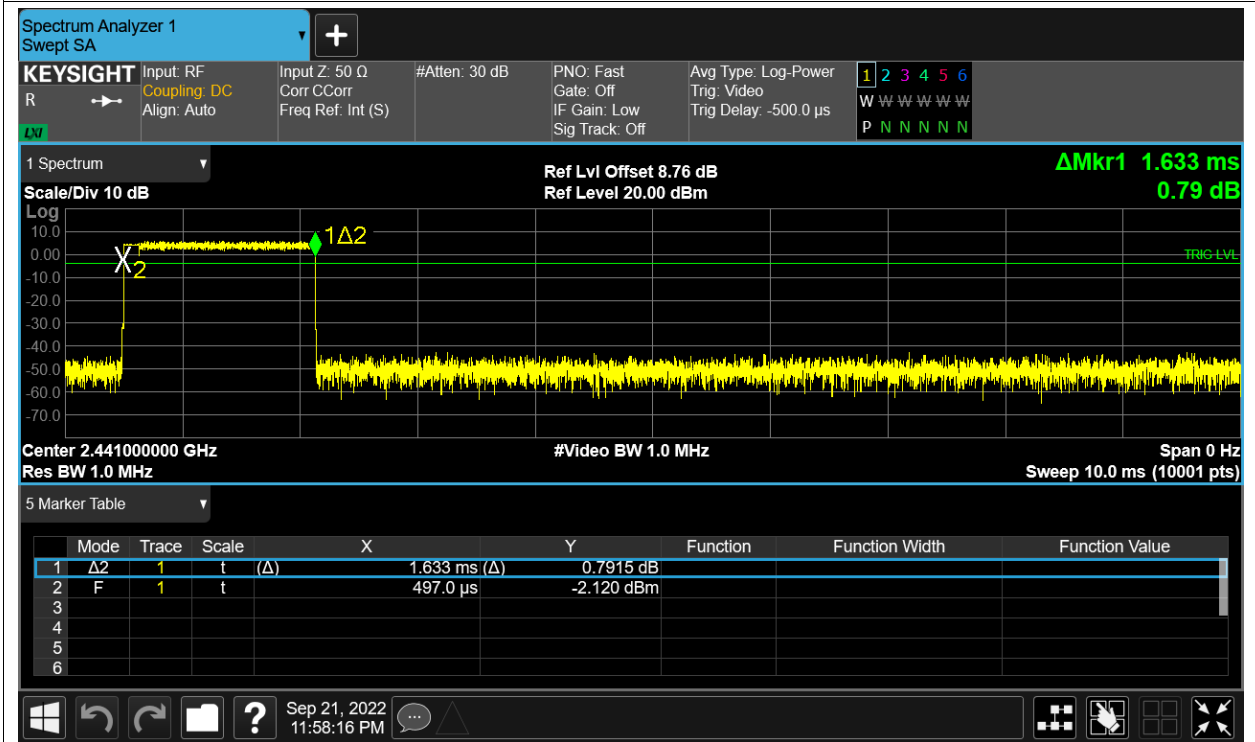 Spectrum Analyzer 1
Swept SA
+
KEYSIGHT
R
LXI
Input: RF
Coupling: DC
Align: Auto
Input Z: 50 Ω
Corr CCorr
Freq Ref: Int (S)
#Atten: 30 dB
PNO: Fast
Gate: Off
IF Gain: Low
Sig Track: Off
Avg Type: Log-Power
Trig: Video
Trig Delay: -500.0 µs
1 2 3 4 5 6
W W W W W W
P N N N N N
1 Spectrum
Scale/Div 10 dB
Ref Lvl Offset 8.76 dB
Ref Level 20.00 dBm
ΔMkr1 1.633 ms
0.79 dB
Log
10.0
0.00
-10.0
-20.0
-30.0
-40.0
-50.0
-60.0
-70.0
X2
1Δ2
TRIG LVL
Center 2.441000000 GHz
Res BW 1.0 MHz
#Video BW 1.0 MHz
Span 0 Hz
Sweep 10.0 ms (10001 pts)
5 Marker Table
Mode Trace Scale X Y Function Function Width Function Value
1 Δ2 1 t (Δ) 1.633 ms (Δ) 0.7915 dB
2 F 1 t 497.0 µs -2.120 dBm
3
4
5
6
?
Sep 21, 2022
11:58:16 PM